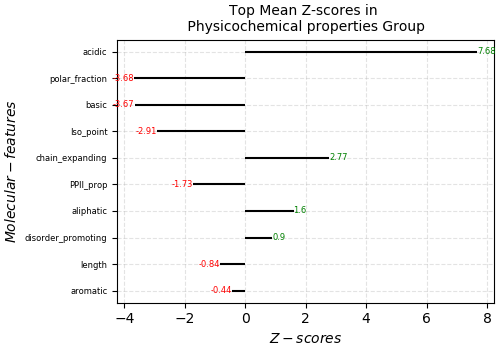 Top Mean Z-scores in
Physicochemical properties Group
acidic
7.68
polar_fraction
-3.68
basic
-3.67
Iso_point
-2.91
chain_expanding
2.77
PPII_prop
-1.73
aliphatic
1.6
disorder_promoting
0.9
length
-0.84
aromatic
-0.44
Molecular − features
−4 −2 0 2 4 6 8
Z − scores